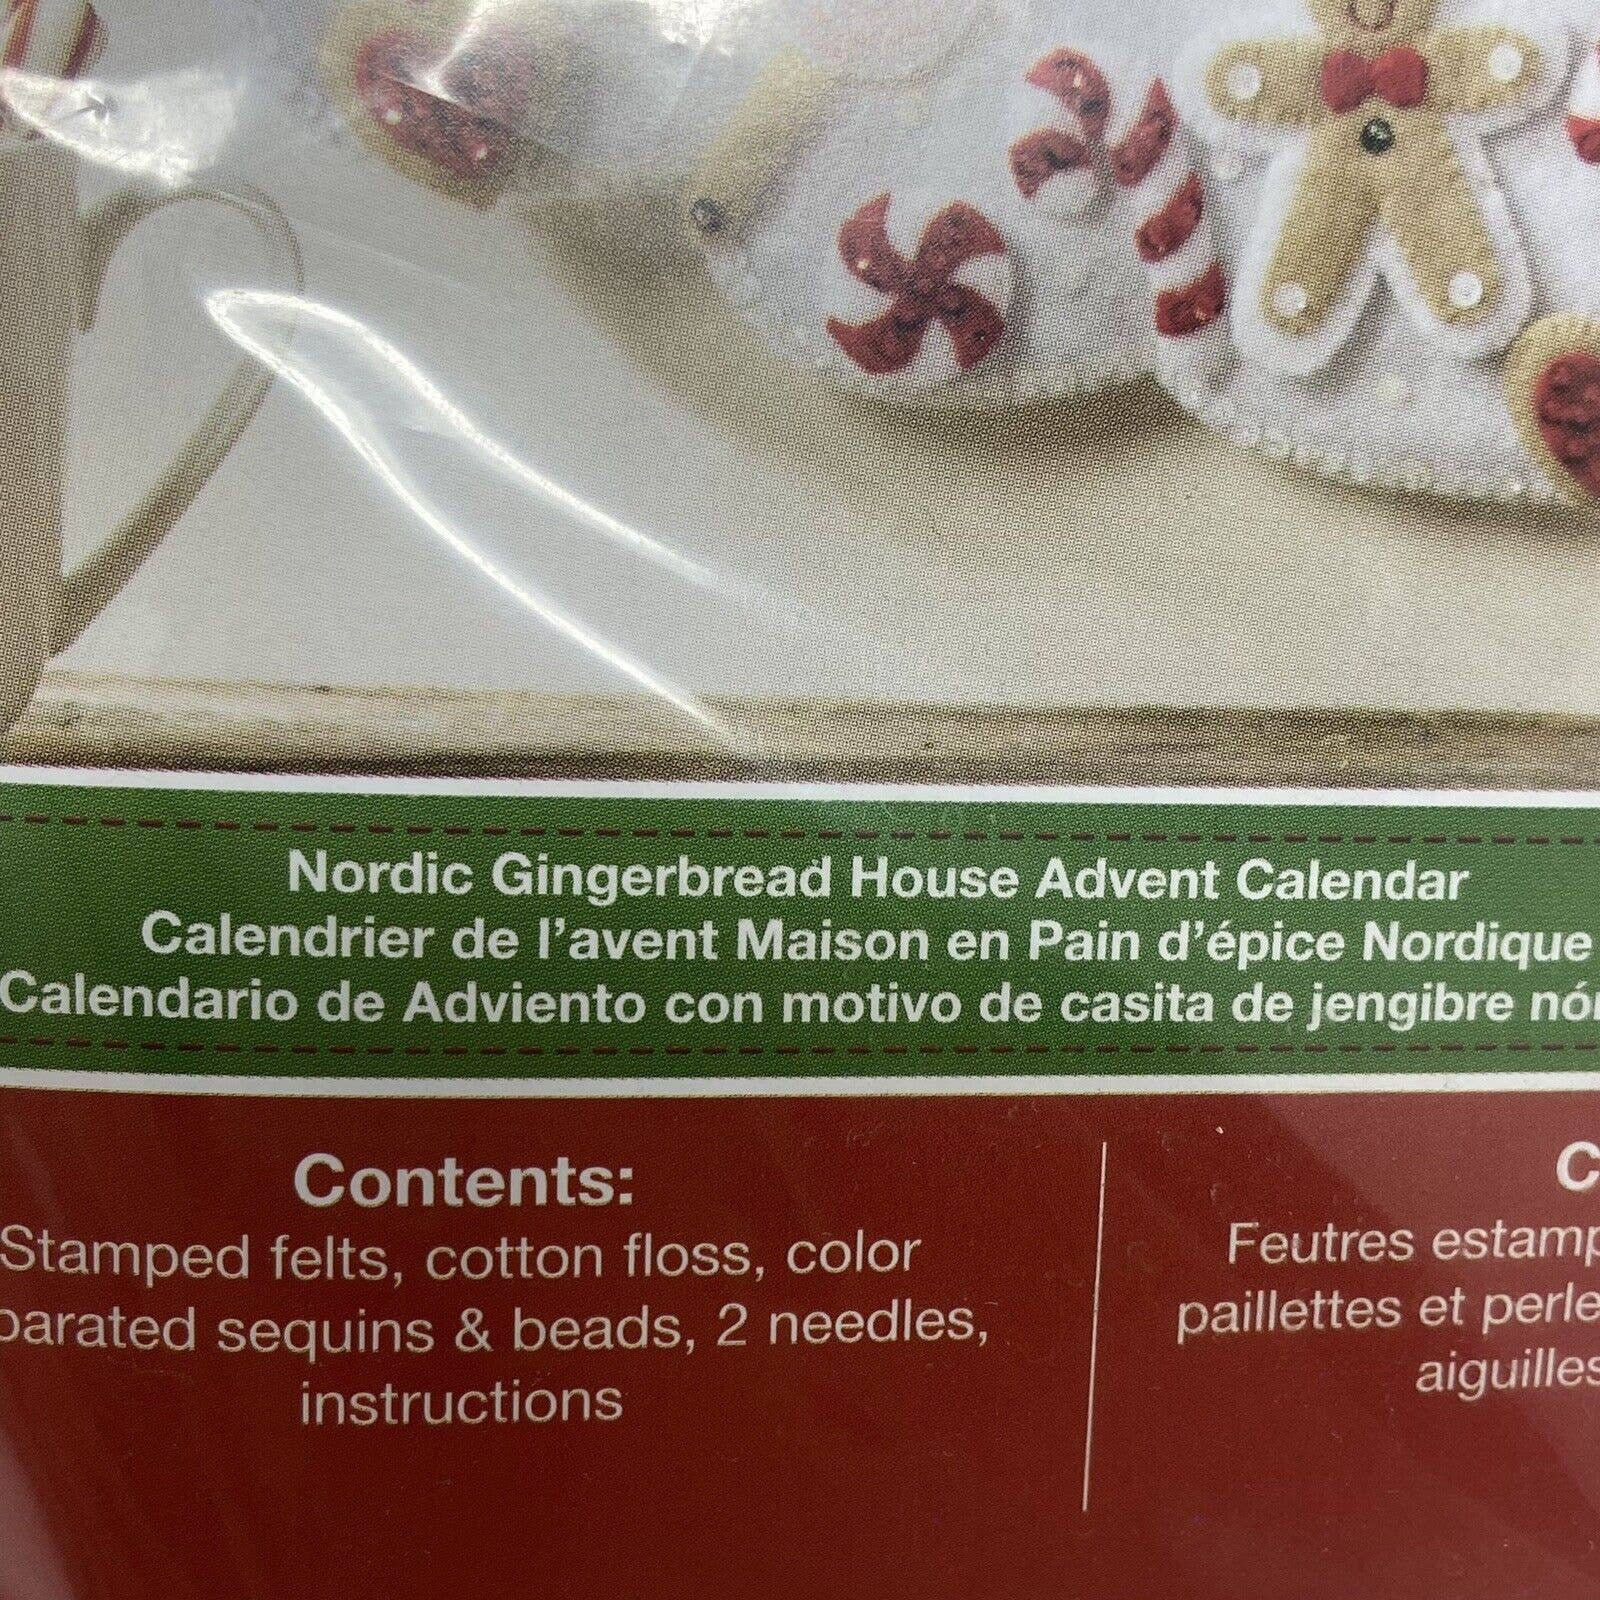 Nordic Gingerbread House Advent Calendar
Calendrier de l'avent Maison en Pain d'épice Nordique
Calendario de Adviento con motivo de casita de jengibre
Contents:
Stamped felts, cotton floss, color
sequins & beads, 2 needles,
instructions
Feutres
paillettes et